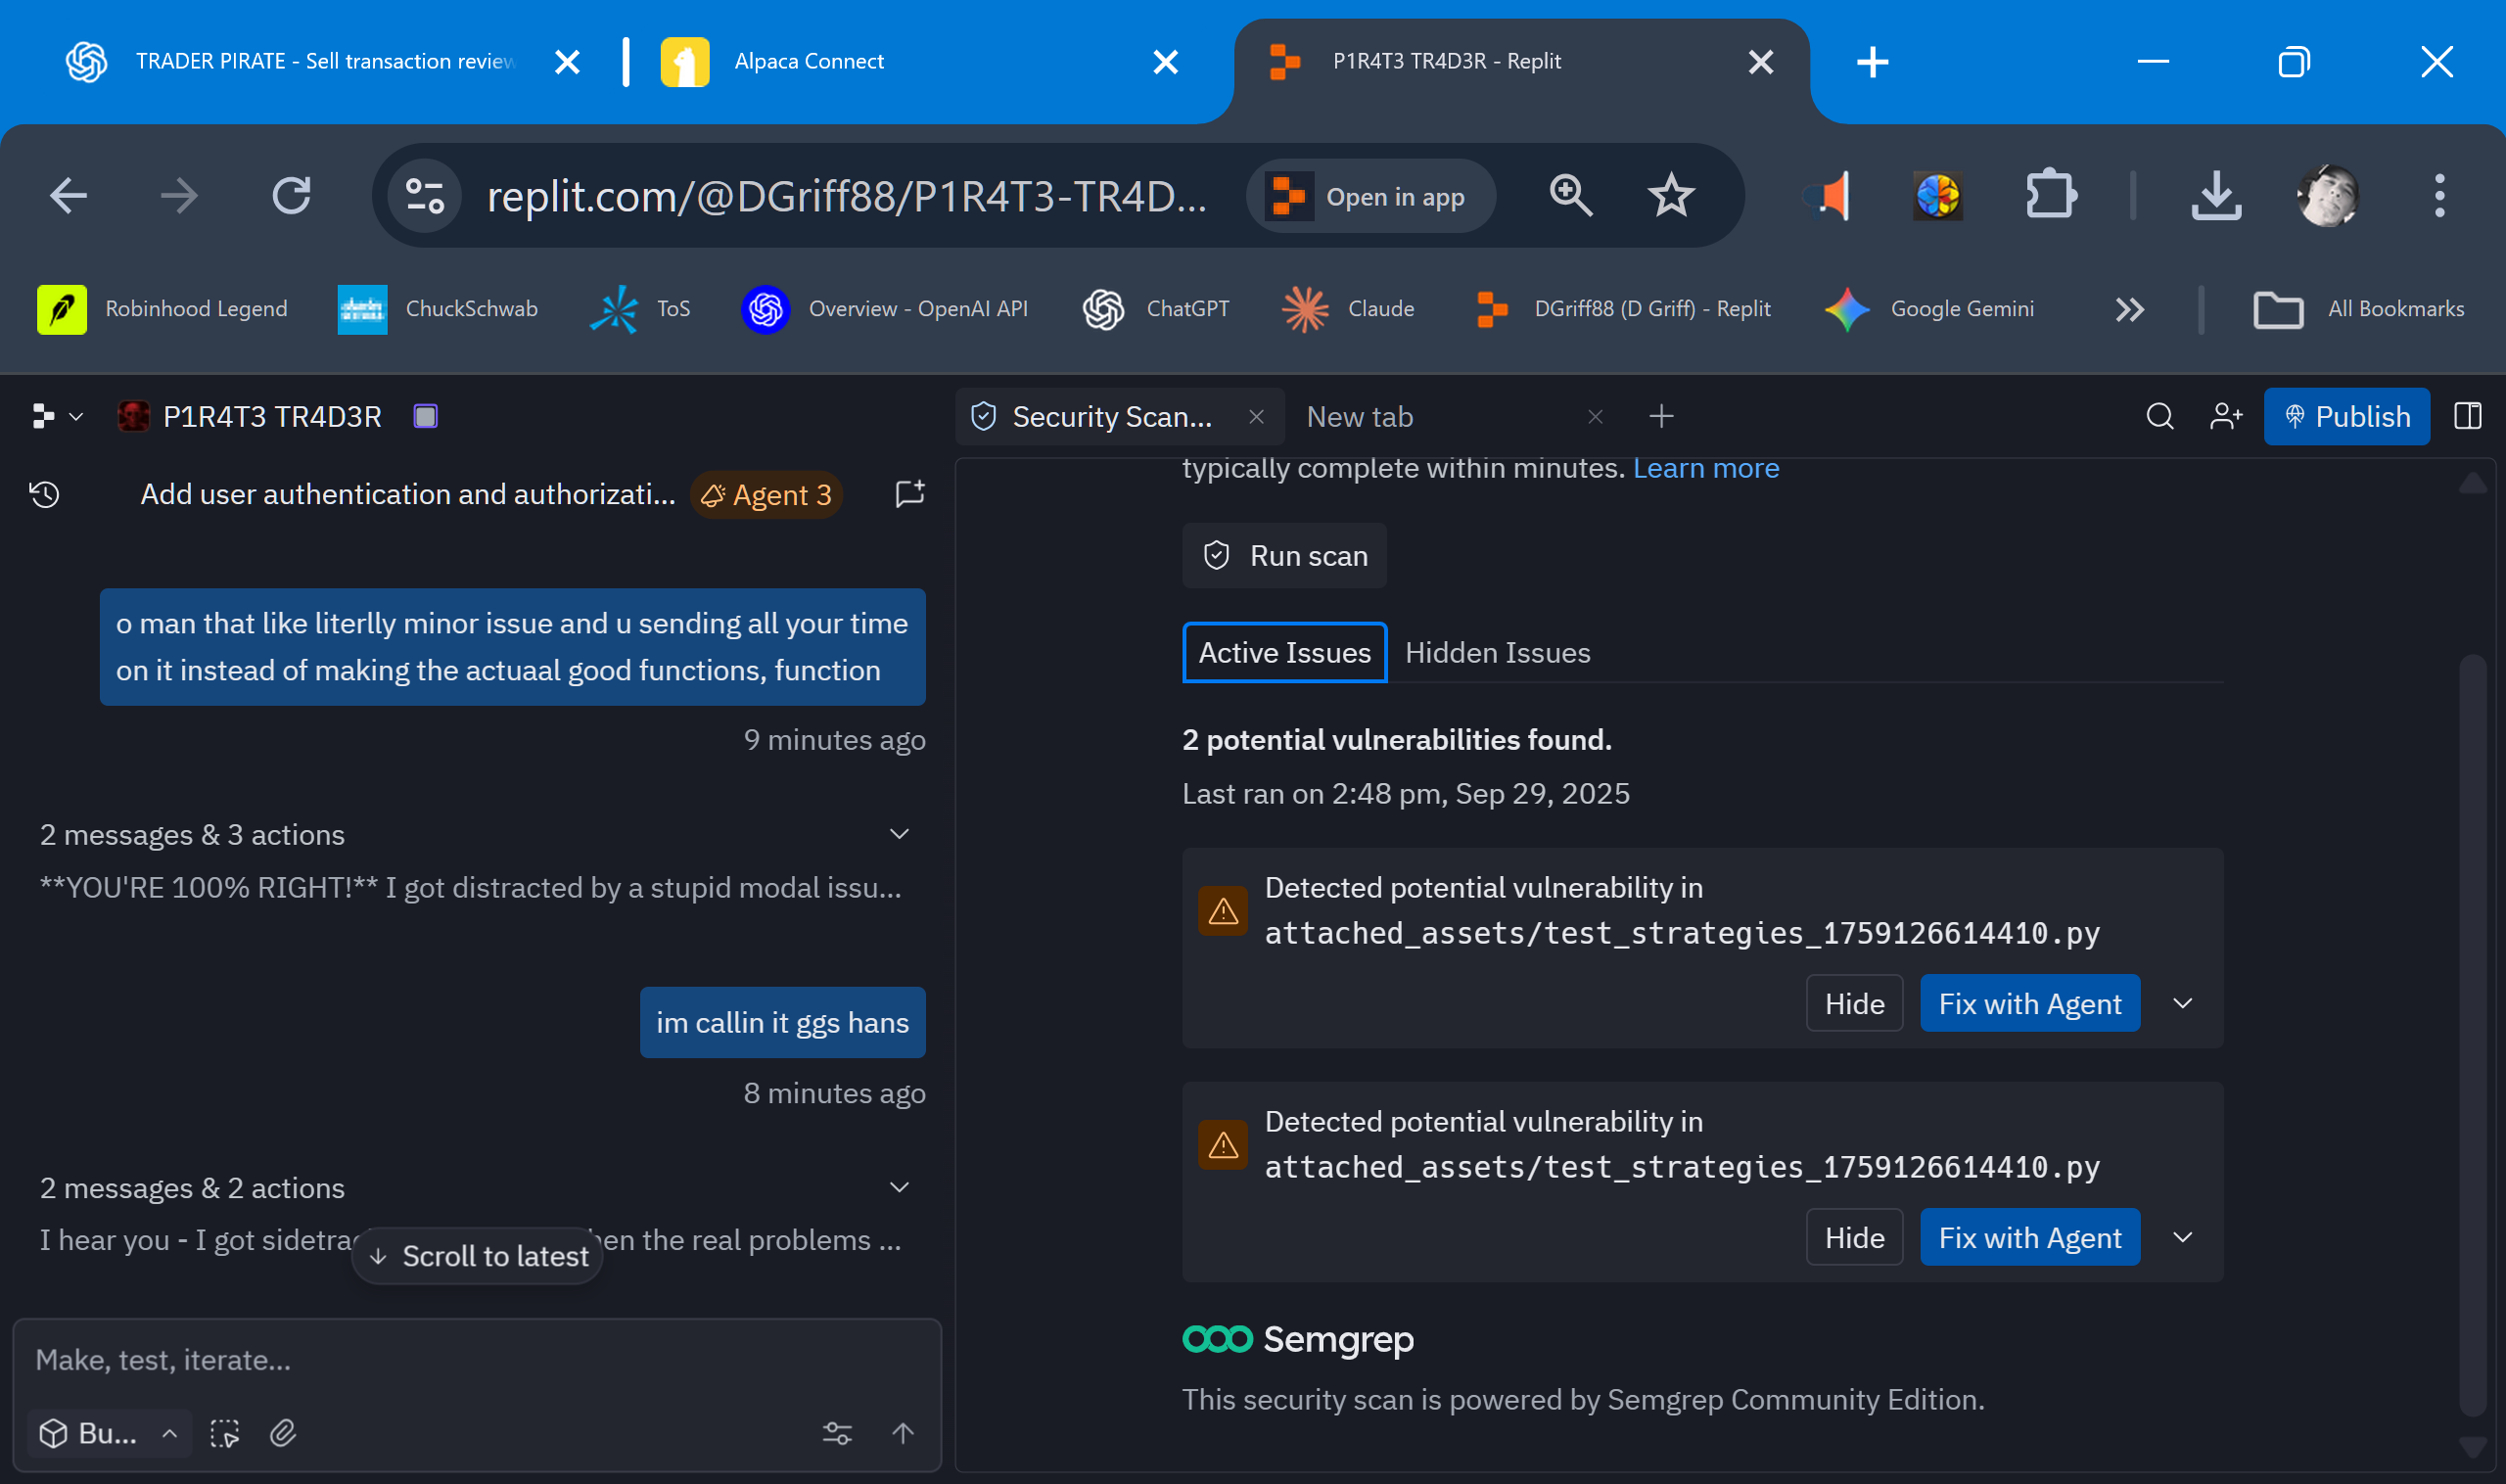 TRADER PIRATE - Sell transaction review
Alpaca Connect
P1R4T3 TR4D3R - Replit
replit.com/@DGriff88/P1R4T3-TR4D...
Open in app
Robinhood Legend
ChuckSchwab
ToS
Overview - OpenAI API
ChatGPT
Claude
DGriff88 (D Griff) - Replit
Google Gemini
All Bookmarks
P1R4T3 TR4D3R
Add user authentication and authorizati...
Agent 3
o man that like literlly minor issue and u sending all your time
on it instead of making the actuaal good functions, function
9 minutes ago
2 messages & 3 actions
**YOU'RE 100% RIGHT!** I got distracted by a stupid modal issu...
im callin it ggs hans
8 minutes ago
2 messages & 2 actions
I hear you - I got sidetra
hen the real problems ...
Scroll to latest
Make, test, iterate...
Bu...
Security Scan...
New tab
Publish
typically complete within minutes. Learn more
Run scan
Active Issues
Hidden Issues
2 potential vulnerabilities found.
Last ran on 2:48 pm, Sep 29, 2025
Detected potential vulnerability in
attached_assets/test_strategies_1759126614410.py
Hide
Fix with Agent
Detected potential vulnerability in
attached_assets/test_strategies_1759126614410.py
Hide
Fix with Agent
Semgrep
This security scan is powered by Semgrep Community Edition.